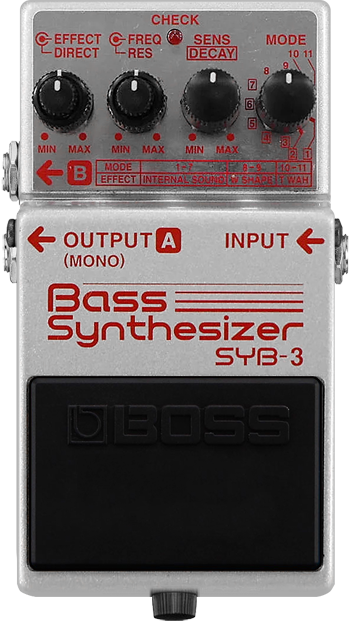 CHECK
EFFECT
DIRECT
FREQ
RES
SENS
DECAY
MODE
10 11
9
8
7
6
5
4
3
2
1
MIN MAX MIN MAX MIN MAX
B
MODE 1-7 8-9 10-11
EFFECT INTERNAL SOUND W SHAPE T WAH
OUTPUT A INPUT
(MONO)
Bass
Synthesizer
SYB-3
BOSS